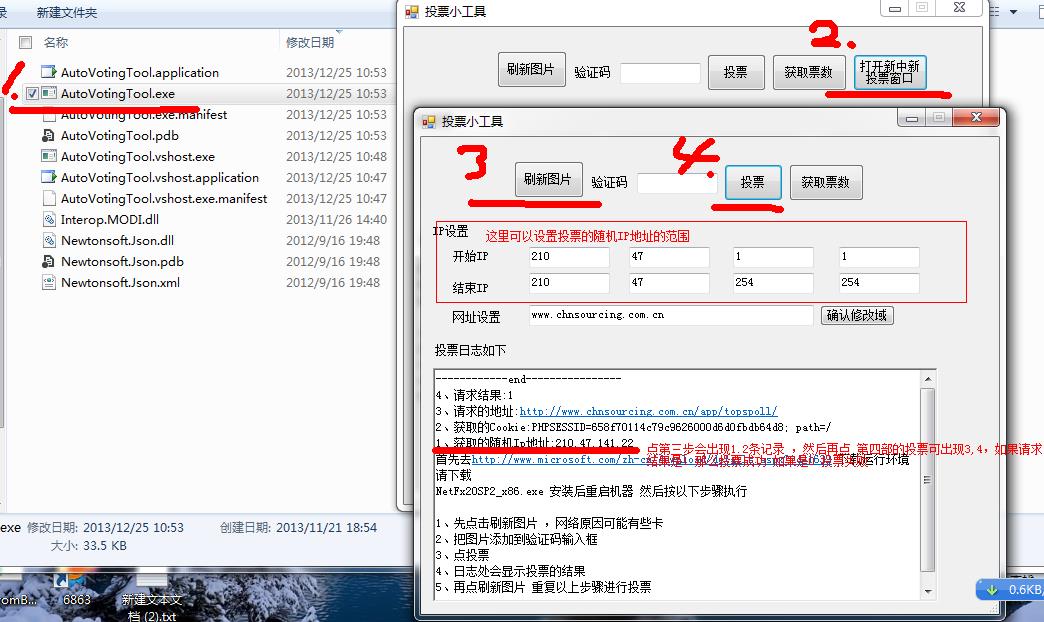 录
新建文件夹
名称
修改日期
AutoVotingTool.application
2013/12/25 10:53
1.
AutoVotingTool.exe
2013/12/25 10:53
AutoVotingTool.exe.manifest
2013/12/25 10:53
AutoVotingTool.pdb
2013/12/25 10:53
AutoVotingTool.vshost.exe
2013/12/25 10:48
AutoVotingTool.vshost.application
2013/12/25 10:47
AutoVotingTool.vshost.exe.manifest
2013/12/25 10:47
Interop.MODI.dll
2013/11/26 14:40
Newtonsoft.Json.dll
2012/9/16 19:48
Newtonsoft.Json.pdb
2012/9/16 19:48
Newtonsoft.Json.xml
2012/9/16 19:48
exe 修改日期: 2013/12/25 10:53 创建日期: 2013/11/21 18:54
大小: 33.5 KB
romB...
6863
新建文本文
档 (2).txt
投票小工具
2.
刷新图片
验证码
投票
获取票数
打开新中新
投票窗口
投票小工具
3
4.
刷新图片
验证码
投票
获取票数
IP设置
这里可以设置投票的随机IP地址的范围
开始IP 210 47 1 1
结束IP 210 47 254 254
网址设置 www.chnsourcing.com.cn 确认修改域
投票日志如下
------------end----------------
4、请求结果:1
3、请求的地址:http://www.chnsourcing.com.cn/app/topspoll/
2、获取的Cookie:PHPSESSID=658f70114c79c9626000d6d0fbdb64d8; path=/
1、获取的随机Ip地址:210.47.141.22
点第三步会出现1.2条记录 ，然后再点 第四部的投票可出现3,4，如果请求
首先去http://www.microsoft.com/zh-cn
运行环境
请下载
NetFx20SP2_x86.exe 安装后重启机器 然后按以下步骤执行
1、先点击刷新图片 ，网络原因可能有些卡
2、把图片添加到验证码输入框
3、点投票
4、日志处会显示投票的结果
5、再点刷新图片 重复以上步骤进行投票
0.6KB/